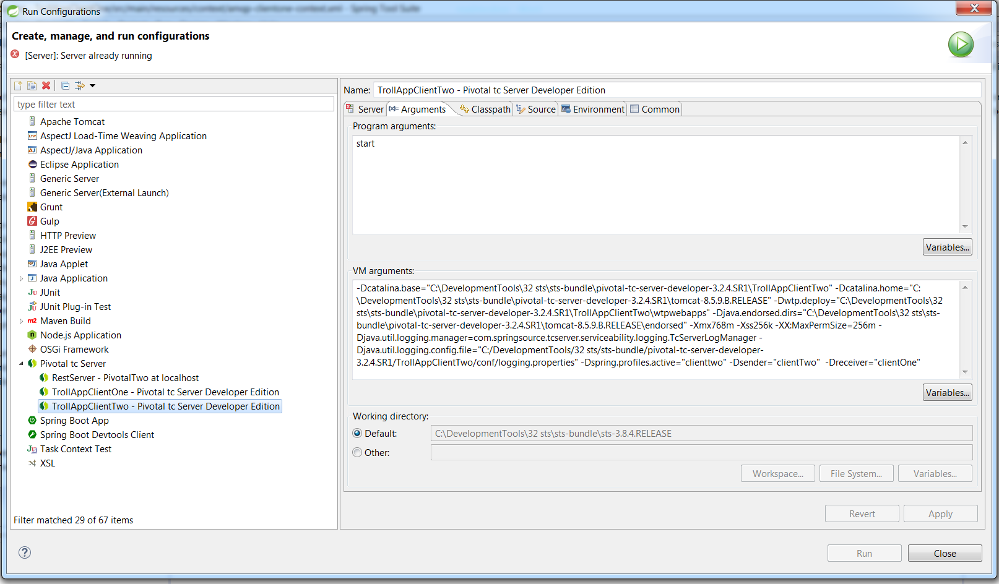 Run Configurations
Create, manage, and run configurations
[Server]: Server already running
type filter text
Apache Tomcat
AspectJ Load-Time Weaving Application
AspectJ/Java Application
Eclipse Application
Generic Server
Generic Server(External Launch)
Grunt
Gulp
HTTP Preview
J2EE Preview
Java Applet
Java Application
JUnit
JUnit Plug-in Test
Maven Build
Node.js Application
OSGi Framework
Pivotal tc Server
RestServer - PivotalTwo at localhost
TrollAppClientOne - Pivotal tc Server Developer Edition
TrollAppClientTwo - Pivotal tc Server Developer Edition
Spring Boot App
Spring Boot Devtools Client
Task Context Test
XSL
Filter matched 29 of 67 items
Name: TrollAppClientTwo - Pivotal tc Server Developer Edition
Server (x)= Arguments Classpath Source Environment Common
Program arguments:
start
Variables...
VM arguments:
-Dcatalina.base="C:\DevelopmentTools\32 sts\sts-bundle\pivotal-tc-server-developer-3.2.4.SR1\TrollAppClientTwo" -Dcatalina.home="C:
\DevelopmentTools\32 sts\sts-bundle\pivotal-tc-server-developer-3.2.4.SR1\tomcat-8.5.9.B.RELEASE" -Dwtp.deploy="C:\DevelopmentTools\32
sts\sts-bundle\pivotal-tc-server-developer-3.2.4.SR1\TrollAppClientTwo\wtpwebapps" -Djava.endorsed.dirs="C:\DevelopmentTools\32 sts\sts-
bundle\pivotal-tc-server-developer-3.2.4.SR1\tomcat-8.5.9.B.RELEASE\endorsed" -Xmx768m -Xss256k -XX:MaxPermSize=256m -
Djava.util.logging.manager=com.springsource.tcserver.serviceability.logging.TcServerLogManager -
Djava.util.logging.config.file="C:/DevelopmentTools/32 sts/sts-bundle/pivotal-tc-server-developer-
3.2.4.SR1/TrollAppClientTwo/conf/logging.properties" -Dspring.profiles.active="clienttwo" -Dsender="clientTwo"  -Dreceiver="clientOne"
Variables...
Working directory:
Default: C:\DevelopmentTools\32 sts\sts-bundle\sts-3.8.4.RELEASE
Other:
Workspace... File System... Variables...
Revert Apply
Run Close